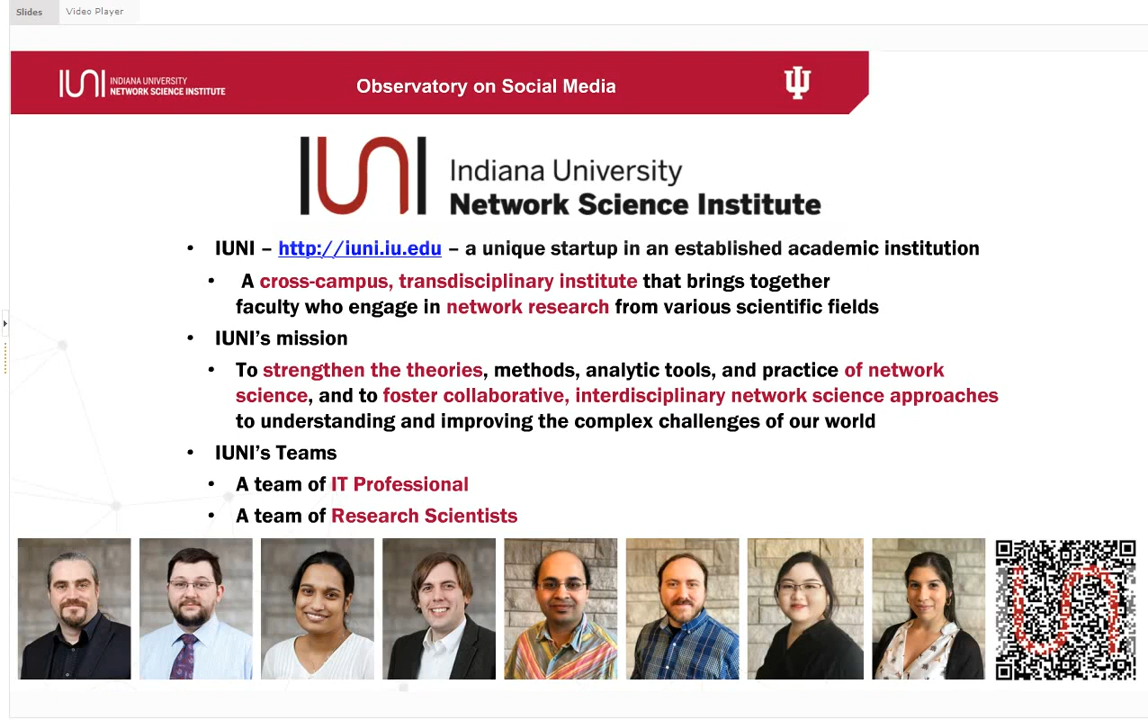 Slides Video Player
IUNI INDIANA UNIVERSITY
NETWORK SCIENCE INSTITUTE
Observatory on Social Media
IUNI Indiana University
Network Science Institute
• IUNI – http://iuni.iu.edu – a unique startup in an established academic institution
• A cross-campus, transdisciplinary institute that brings together
faculty who engage in network research from various scientific fields
• IUNI’s mission
• To strengthen the theories, methods, analytic tools, and practice of network
science, and to foster collaborative, interdisciplinary network science approaches
to understanding and improving the complex challenges of our world
• IUNI’s Teams
• A team of IT Professional
• A team of Research Scientists